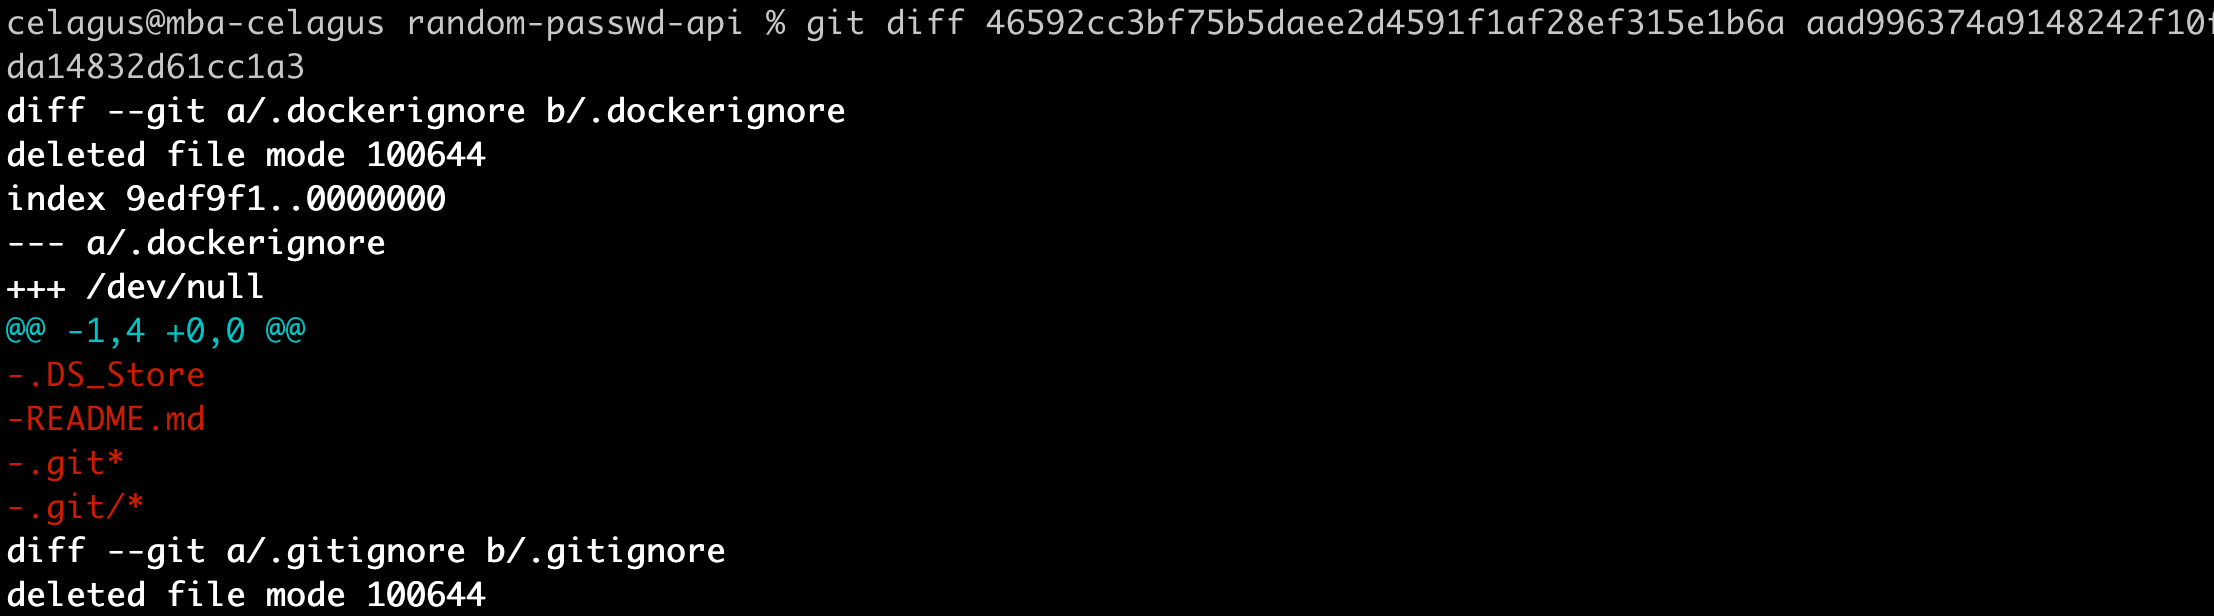 celagus@mba-celagus random-passwd-api % git diff 46592cc3bf75b5daee2d4591f1af28ef315e1b6a aad996374a9148242f10f
da14832d61cc1a3
diff --git a/.dockerignore b/.dockerignore
deleted file mode 100644
index 9edf9f1..0000000
--- a/.dockerignore
+++ /dev/null
@@ -1,4 +0,0 @@
-.DS_Store
-README.md
-.git*
-.git/*
diff --git a/.gitignore b/.gitignore
deleted file mode 100644